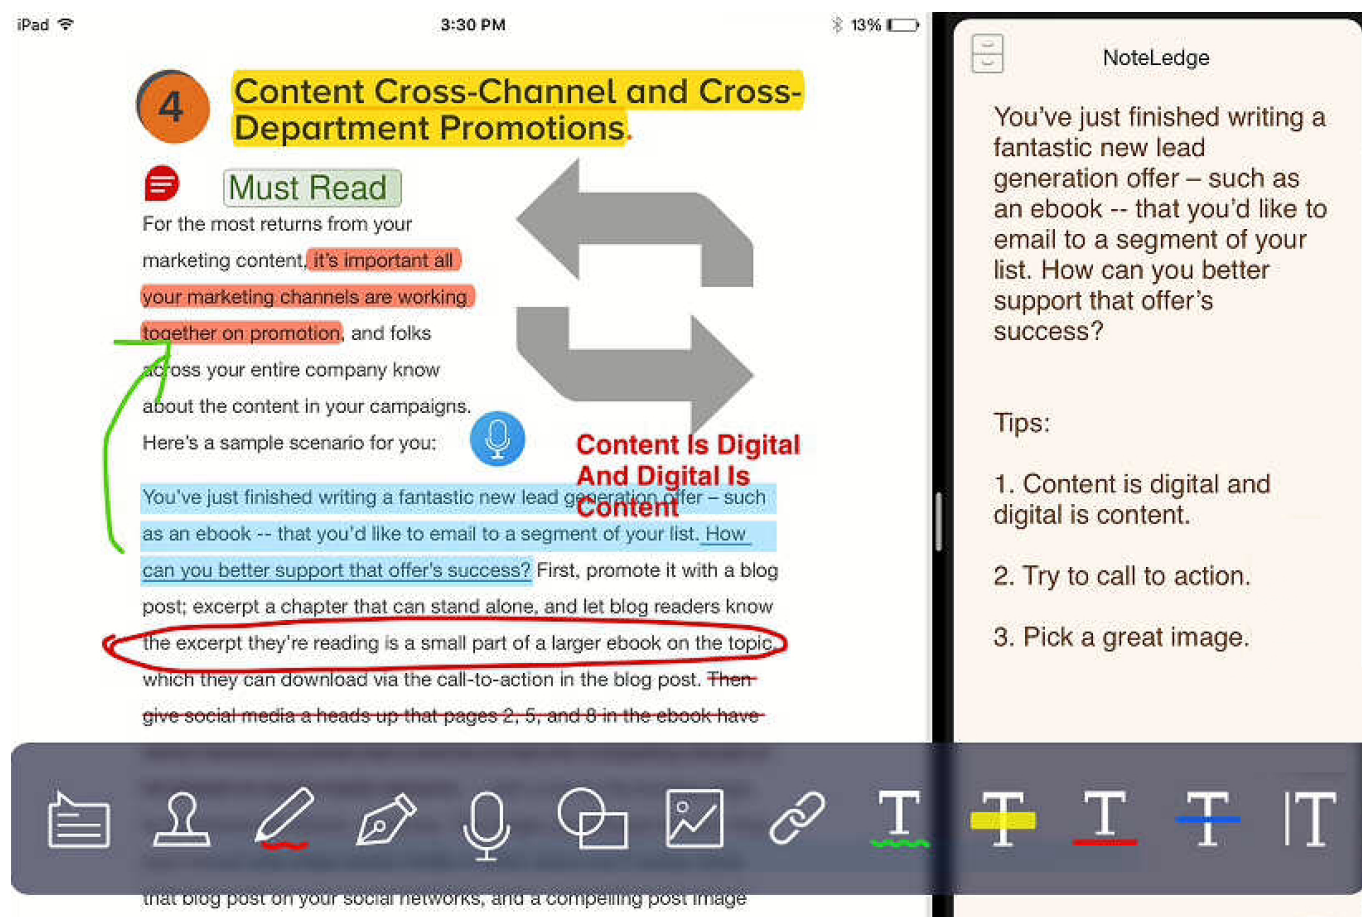 iPad
3:30 PM
13%
4
Content Cross-Channel and Cross-
Department Promotions.
Must Read
For the most returns from your
marketing content, it's important all
your marketing channels are working
together on promotion, and folks
across your entire company know
about the content in your campaigns.
Here's a sample scenario for you:
Content Is Digital
And Digital Is
Content
You've just finished writing a fantastic new lead generation offer – such
as an ebook -- that you'd like to email to a segment of your list. How
can you better support that offer's success? First, promote it with a blog
post; excerpt a chapter that can stand alone, and let blog readers know
the excerpt they're reading is a small part of a larger ebook on the topic,
which they can download via the call-to-action in the blog post. Then
give social media a heads up that pages 2, 5, and 8 in the ebook have
that blog post on your social networks, and a compelling post image
T
T
T
T
T
NoteLedge
You've just finished writing a
fantastic new lead
generation offer – such as
an ebook -- that you'd like to
email to a segment of your
list. How can you better
support that offer's
success?
Tips:
1. Content is digital and
digital is content.
2. Try to call to action.
3. Pick a great image.